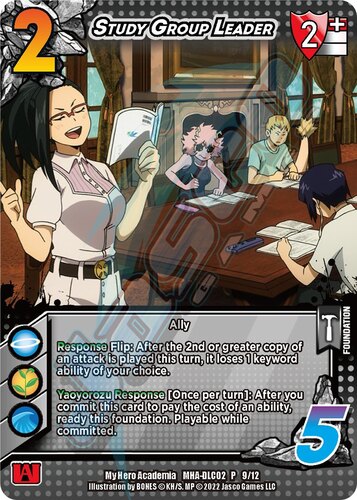 2
STUDY GROUP LEADER
2
+
FOUNDATION
Ally
Response Flip: After the 2nd or greater copy of
an attack is played this turn, it loses 1 keyword
ability of your choice.
Yaoyorozu Response [Once per turn]: After you
commit this card to pay the cost of an ability,
ready this foundation. Playable while
committed.
5
My Hero Academia MHA-DLC02 P 9/12
Illustration by BONES ©KH/S, MP ©2022 Jasco Games LLC